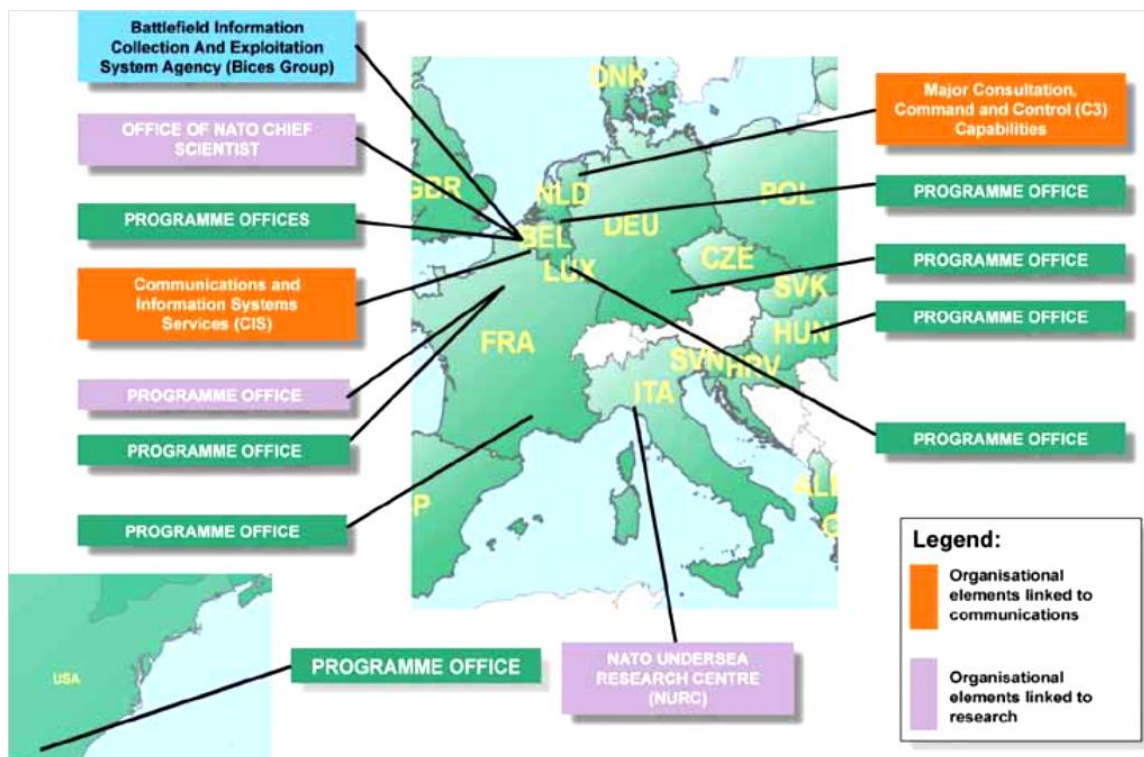 Battlefield Information
Collection And Exploitation
System Agency (Bices Group)
OFFICE OF NATO CHIEF
SCIENTIST
PROGRAMME OFFICES
Communications and
Information Systems
Services (CIS)
PROGRAMME OFFICE
PROGRAMME OFFICE
PROGRAMME OFFICE
DNK
GBR
NLD
POL
BEL
DEU
LUX
CZE
SVK
FRA
HUN
SVN
HRV
ITA
P
AL
Major Consultation,
Command and Control (C3)
Capabilities
PROGRAMME OFFICE
PROGRAMME OFFICE
PROGRAMME OFFICE
PROGRAMME OFFICE
USA
PROGRAMME OFFICE
NATO UNDERSEA
RESEARCH CENTRE
(NURC)
Legend:
Organisational
elements linked to
communications
Organisational
elements linked to
research